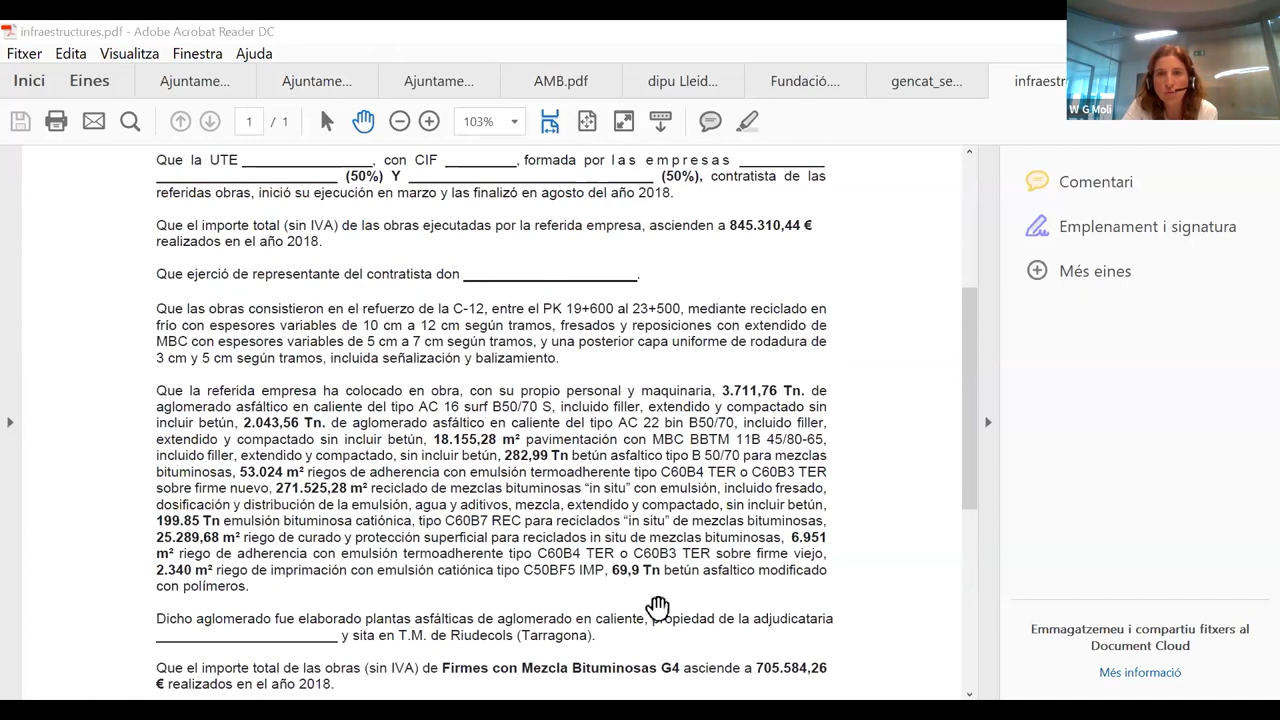 infraestructures.pdf - Adobe Acrobat Reader DC
Fitxer Edita Visualitza Finestra Ajuda
Inici Eines Ajuntame... Ajuntame... Ajuntame... AMB.pdf dipu Lleid... Fundació.... gencat_se... infraestr
W G Moli
1 / 1 103%
Que la UTE _______________, con CIF _________, formada por las empresas __________
______________________ (50%) Y ______________________________ (50%), contratista de las
referidas obras, inició su ejecución en marzo y las finalizó en agosto del año 2018.
Que el importe total (sin IVA) de las obras ejecutadas por la referida empresa, ascienden a 845.310,44 €
realizados en el año 2018.
Que ejerció de representante del contratista don _____________________.
Que las obras consistieron en el refuerzo de la C-12, entre el PK 19+600 al 23+500, mediante reciclado en
frío con espesores variables de 10 cm a 12 cm según tramos, fresados y reposiciones con extendido de
MBC con espesores variables de 5 cm a 7 cm según tramos, y una posterior capa uniforme de rodadura de
3 cm y 5 cm según tramos, incluida señalización y balizamiento.
Que la referida empresa ha colocado en obra, con su propio personal y maquinaria, 3.711,76 Tn. de
aglomerado asfáltico en caliente del tipo AC 16 surf B50/70 S, incluido filler, extendido y compactado sin
incluir betún, 2.043,56 Tn. de aglomerado asfáltico en caliente del tipo AC 22 bin B50/70, incluido filler,
extendido y compactado sin incluir betún, 18.155,28 m² pavimentación con MBC BBTM 11B 45/80-65,
incluido filler, extendido y compactado, sin incluir betún, 282,99 Tn betún asfaltico tipo B 50/70 para mezclas
bituminosas, 53.024 m² riegos de adherencia con emulsión termoadherente tipo C60B4 TER o C60B3 TER
sobre firme nuevo, 271.525,28 m² reciclado de mezclas bituminosas “in situ” con emulsión, incluido fresado,
dosificación y distribución de la emulsión, agua y aditivos, mezcla, extendido y compactado, sin incluir betún,
199.85 Tn emulsión bituminosa catiónica, tipo C60B7 REC para reciclados “in situ” de mezclas bituminosas,
25.289,68 m² riego de curado y protección superficial para reciclados in situ de mezclas bituminosas, 6.951
m² riego de adherencia con emulsión termoadherente tipo C60B4 TER o C60B3 TER sobre firme viejo,
2.340 m² riego de imprimación con emulsión catiónica tipo C50BF5 IMP, 69,9 Tn betún asfaltico modificado
con polímeros.
Dicho aglomerado fue elaborado plantas asfálticas de aglomerado en caliente, propiedad de la adjudicataria
______________________ y sita en T.M. de Riudecols (Tarragona).
Que el importe total de las obras (sin IVA) de Firmes con Mezcla Bituminosas G4 asciende a 705.584,26
€ realizados en el año 2018.
Comentari
Emplenament i signatura
Més eines
Emmagatzemeu i compartiu fitxers al
Document Cloud
Més informació